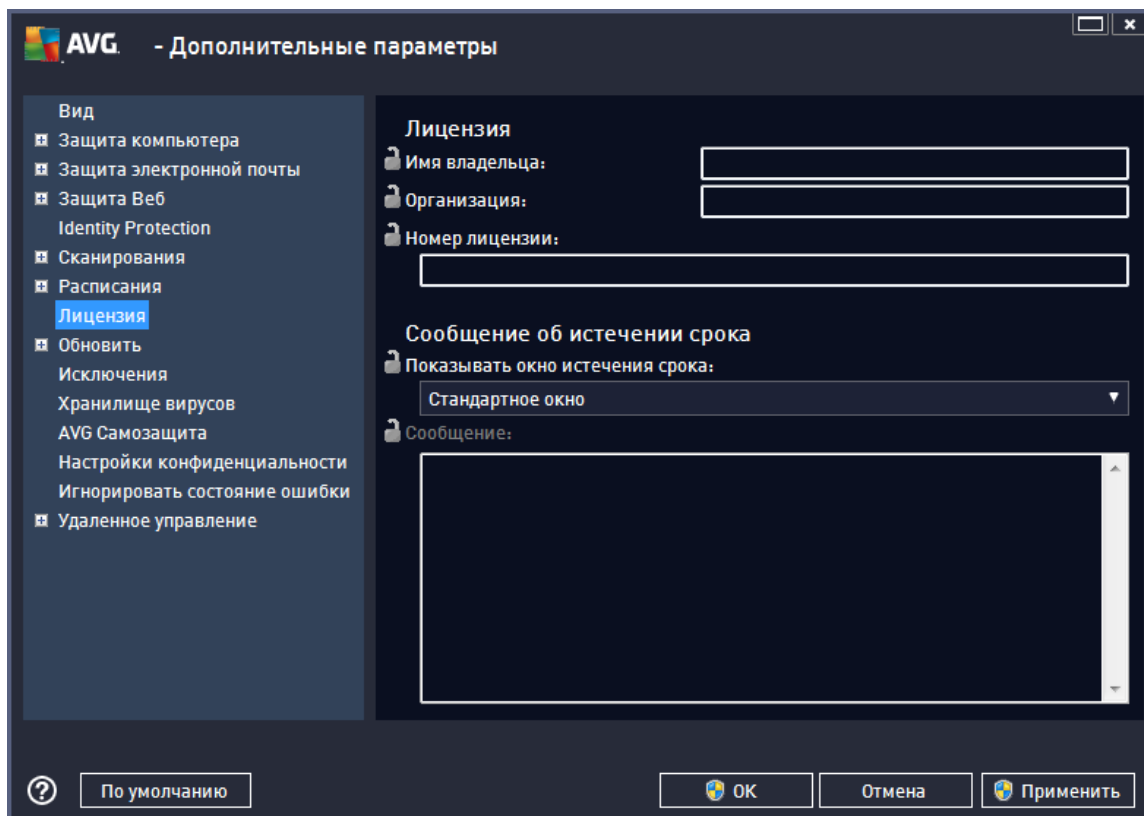 AVG. - Дополнительные параметры
Вид
Защита компьютера
Защита электронной почты
Защита Веб
Identity Protection
Сканирования
Расписания
Лицензия
Обновить
Исключения
Хранилище вирусов
AVG Самозащита
Настройки конфиденциальности
Игнорировать состояние ошибки
Удаленное управление
Лицензия
Имя владельца:
Организация:
Номер лицензии:
Сообщение об истечении срока
Показывать окно истечения срока:
Стандартное окно
Сообщение:
По умолчанию
OK
Отмена
Применить